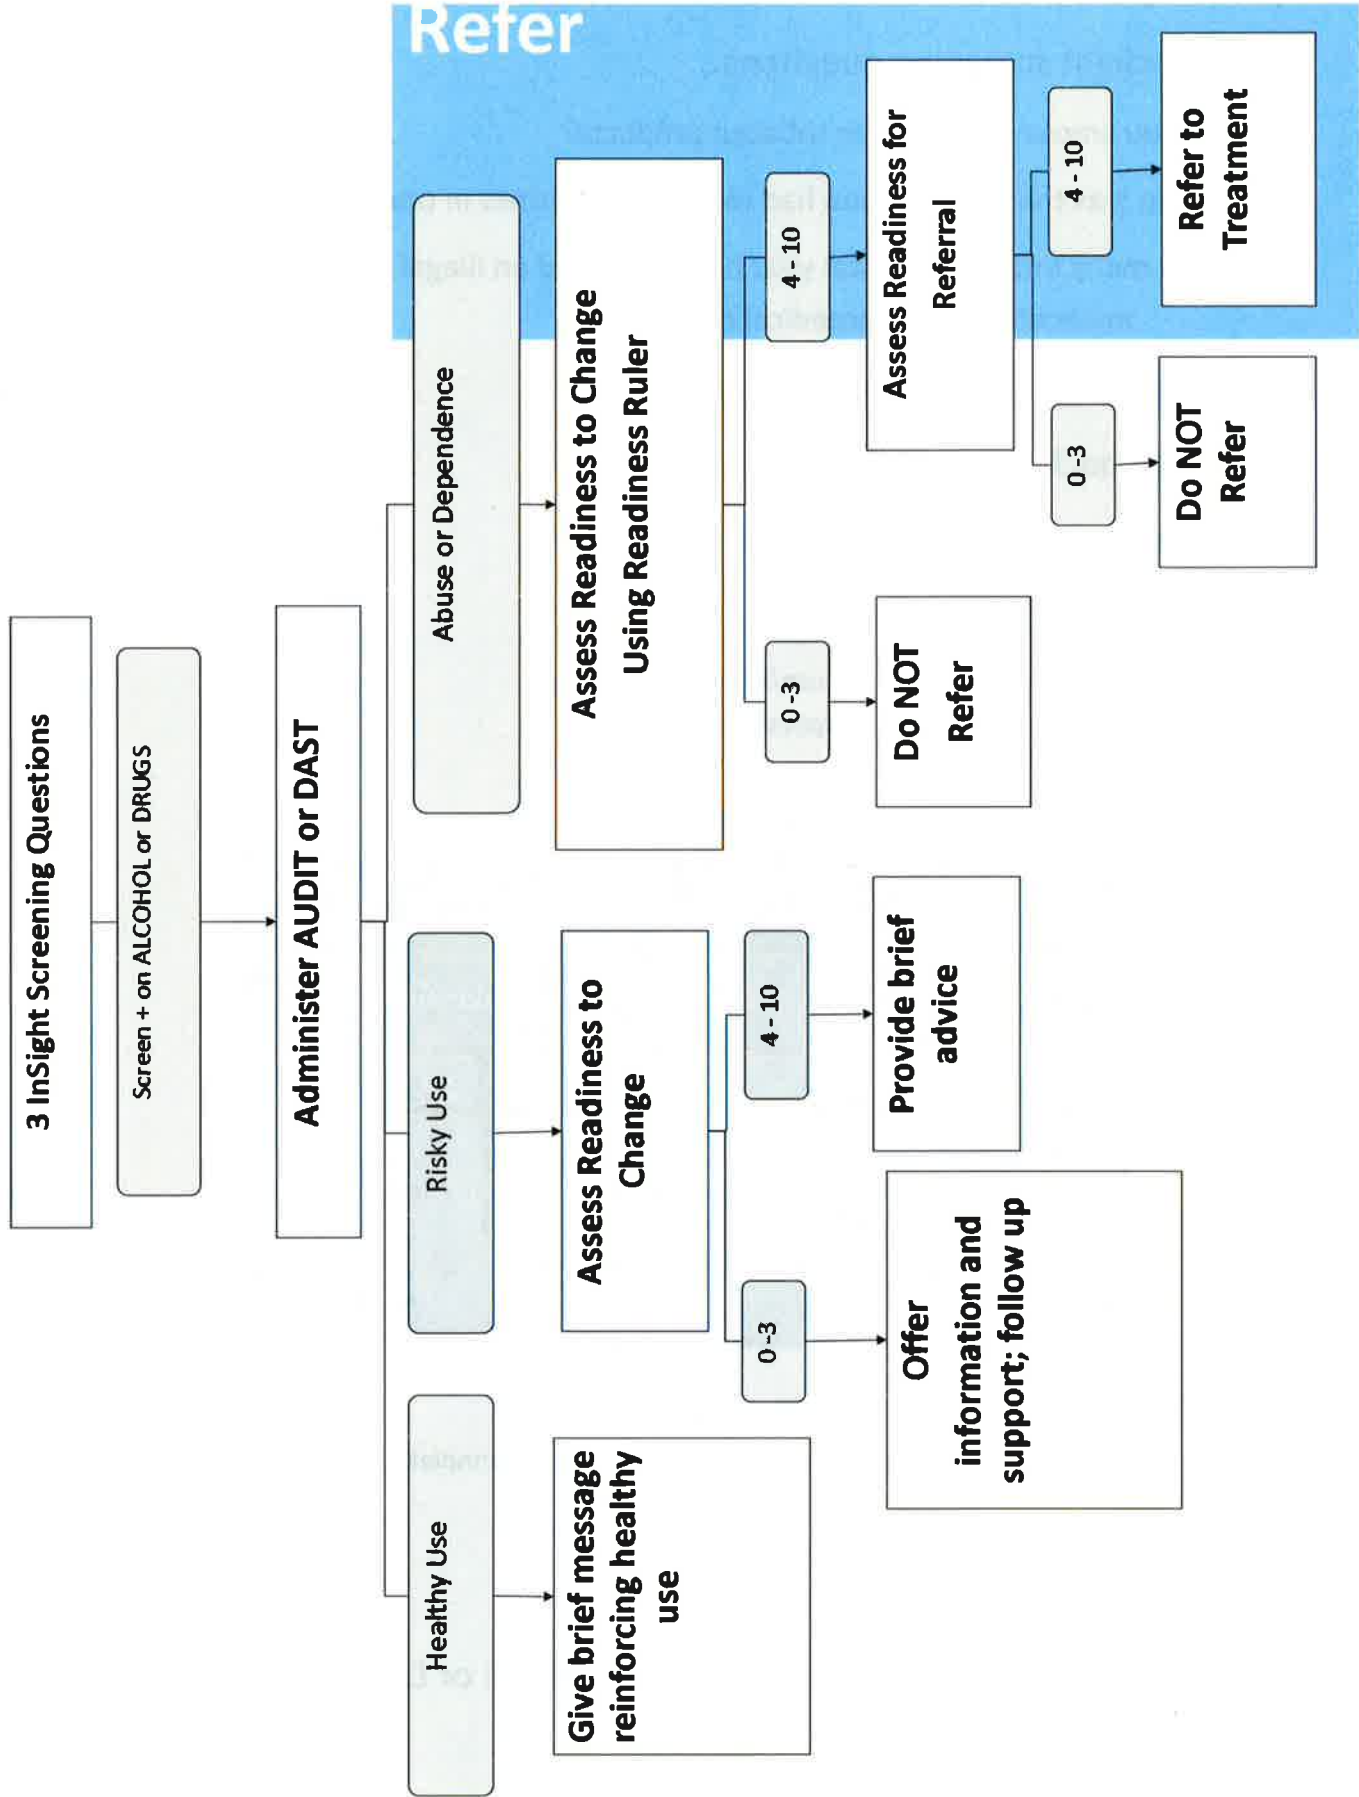 Refer
3 InSight Screening Questions
Screen + on ALCOHOL or DRUGS
Administer AUDIT or DAST
Healthy Use
Risky Use
Abuse or Dependence
Give brief message
reinforcing healthy
use
Assess Readiness to
Change
Assess Readiness to Change
Using Readiness Ruler
0 -3
4 - 10
0 -3
4 - 10
Offer
information and
support; follow up
Provide brief
advice
Do NOT
Refer
Assess Readiness for
Referral
0 -3
4 - 10
Do NOT
Refer
Refer to
Treatment